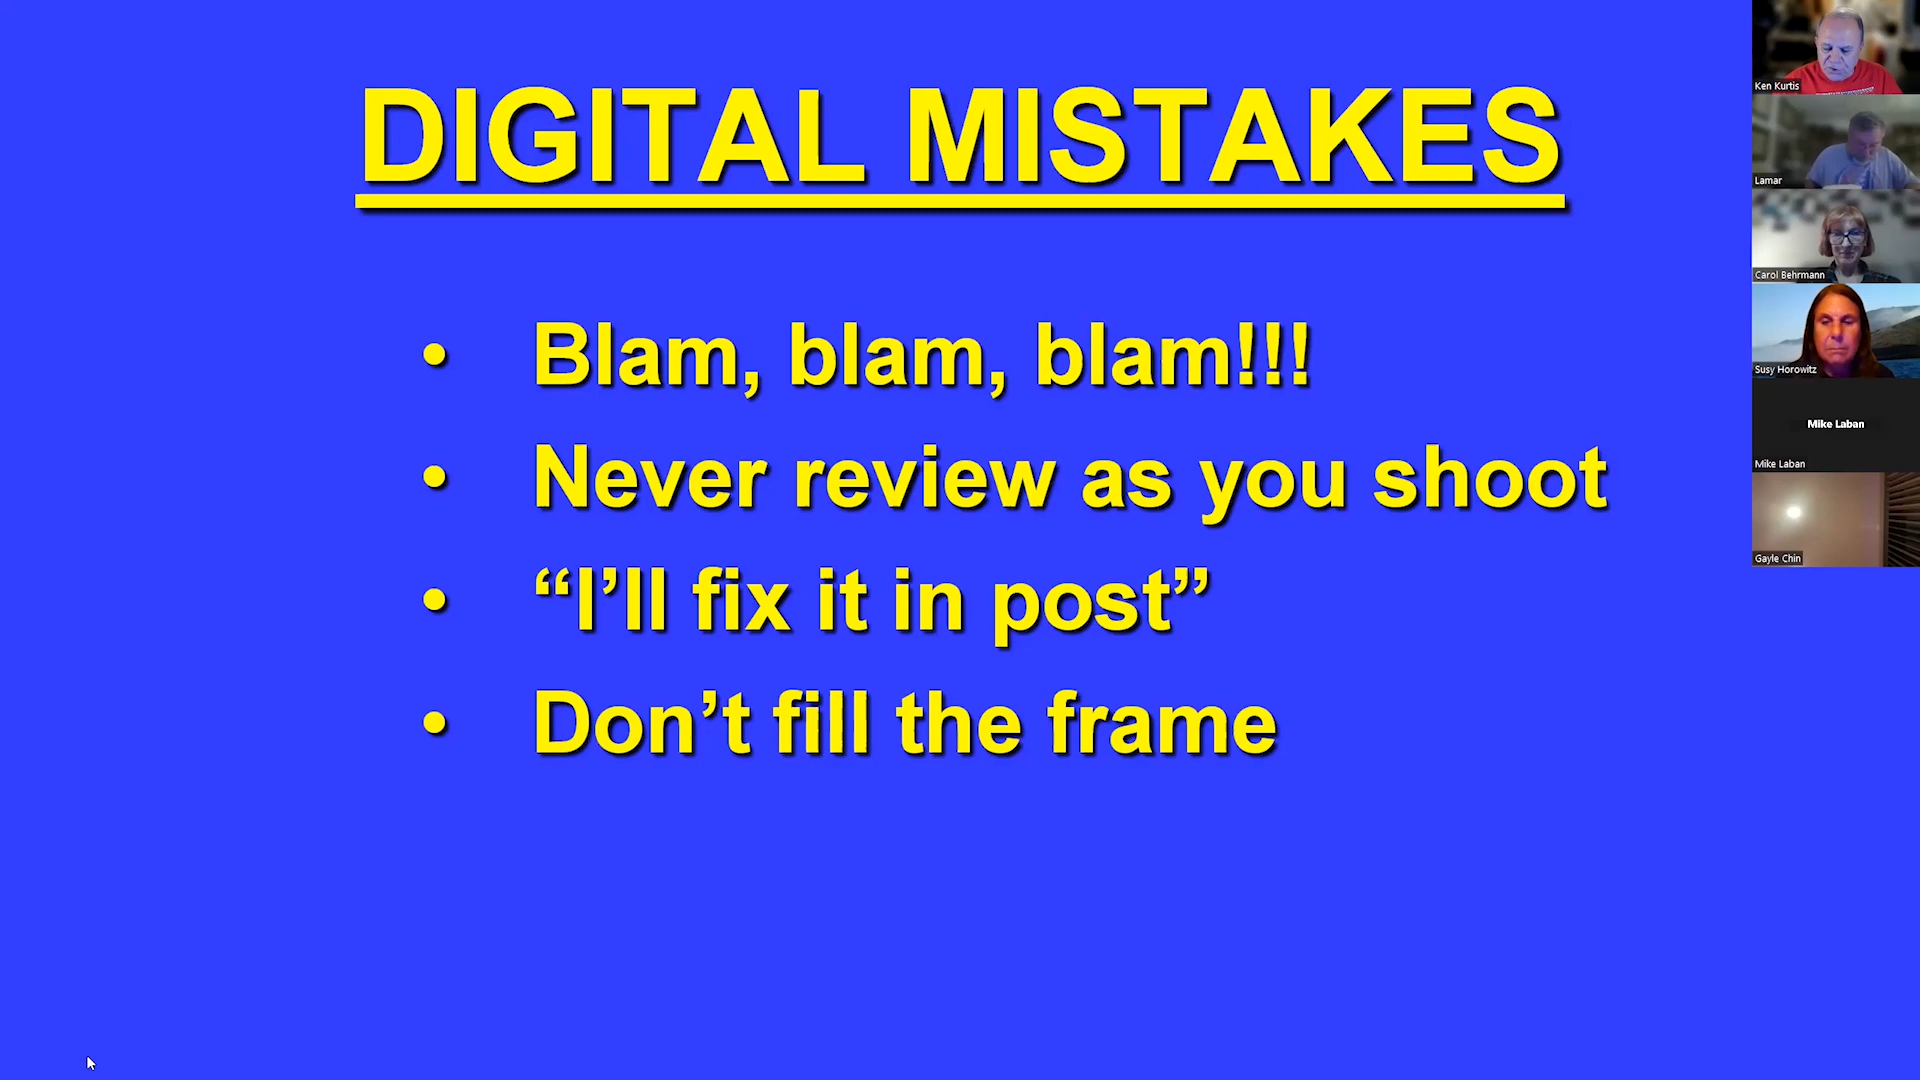 DIGITAL MISTAKES
• Blam, blam, blam!!!
• Never review as you shoot
• “I’ll fix it in post”
• Don’t fill the frame
Ken Kurtis
Lamar
Carol Behrmann
Susy Horowitz
Mike Laban
Mike Laban
Gayle Chin